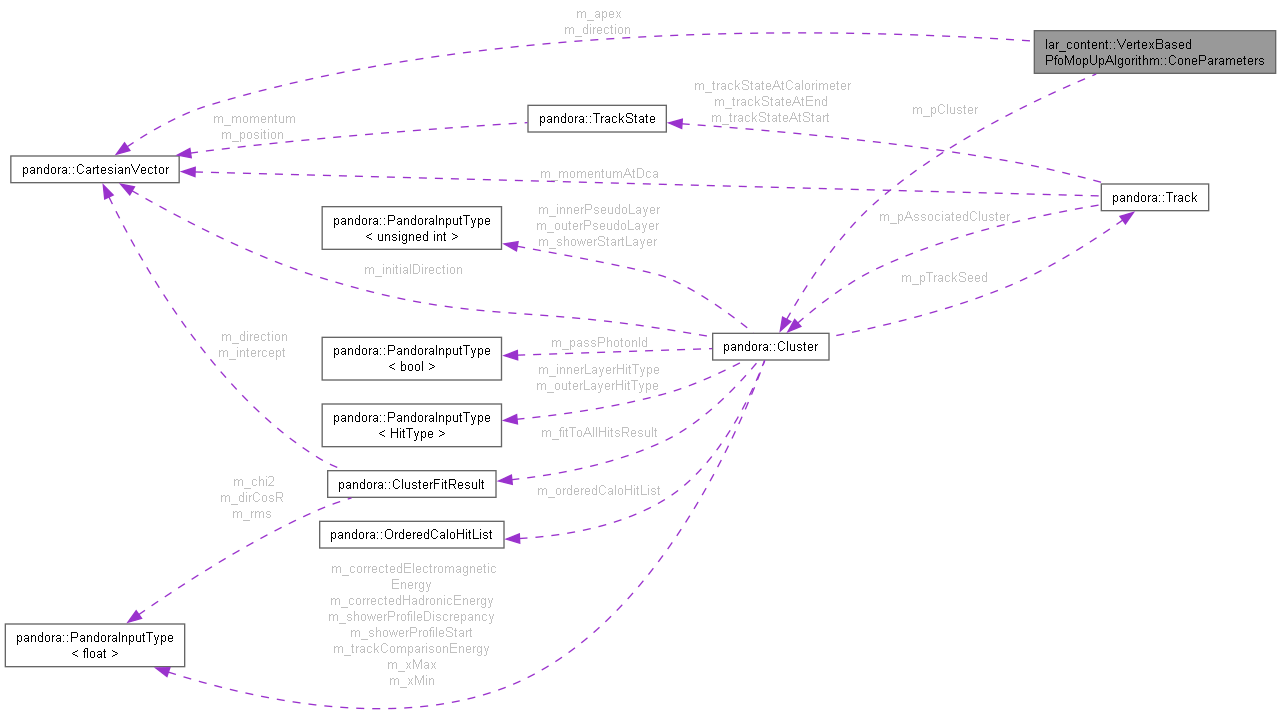 m_apex
m_direction
lar_content::VertexBased
PfoMopUpAlgorithm::ConeParameters
m_trackStateAtCalorimeter
m_trackStateAtEnd
m_trackStateAtStart
m_pCluster
m_momentum
m_position
pandora::TrackState
pandora::CartesianVector
m_momentumAtDca
pandora::Track
pandora::PandoraInputType
< unsigned int >
m_innerPseudoLayer
m_outerPseudoLayer
m_showerStartLayer
m_pAssociatedCluster
m_initialDirection
m_pTrackSeed
m_direction
m_intercept
pandora::PandoraInputType
< bool >
m_passPhotonId
pandora::Cluster
m_innerLayerHitType
m_outerLayerHitType
pandora::PandoraInputType
< HitType >
m_fitToAllHitsResult
m_chi2
m_dirCosR
m_rms
pandora::ClusterFitResult
m_orderedCaloHitList
pandora::OrderedCaloHitList
m_correctedElectromagnetic
Energy
m_correctedHadronicEnergy
m_showerProfileDiscrepancy
m_showerProfileStart
m_trackComparisonEnergy
m_xMax
m_xMin
pandora::PandoraInputType
< float >